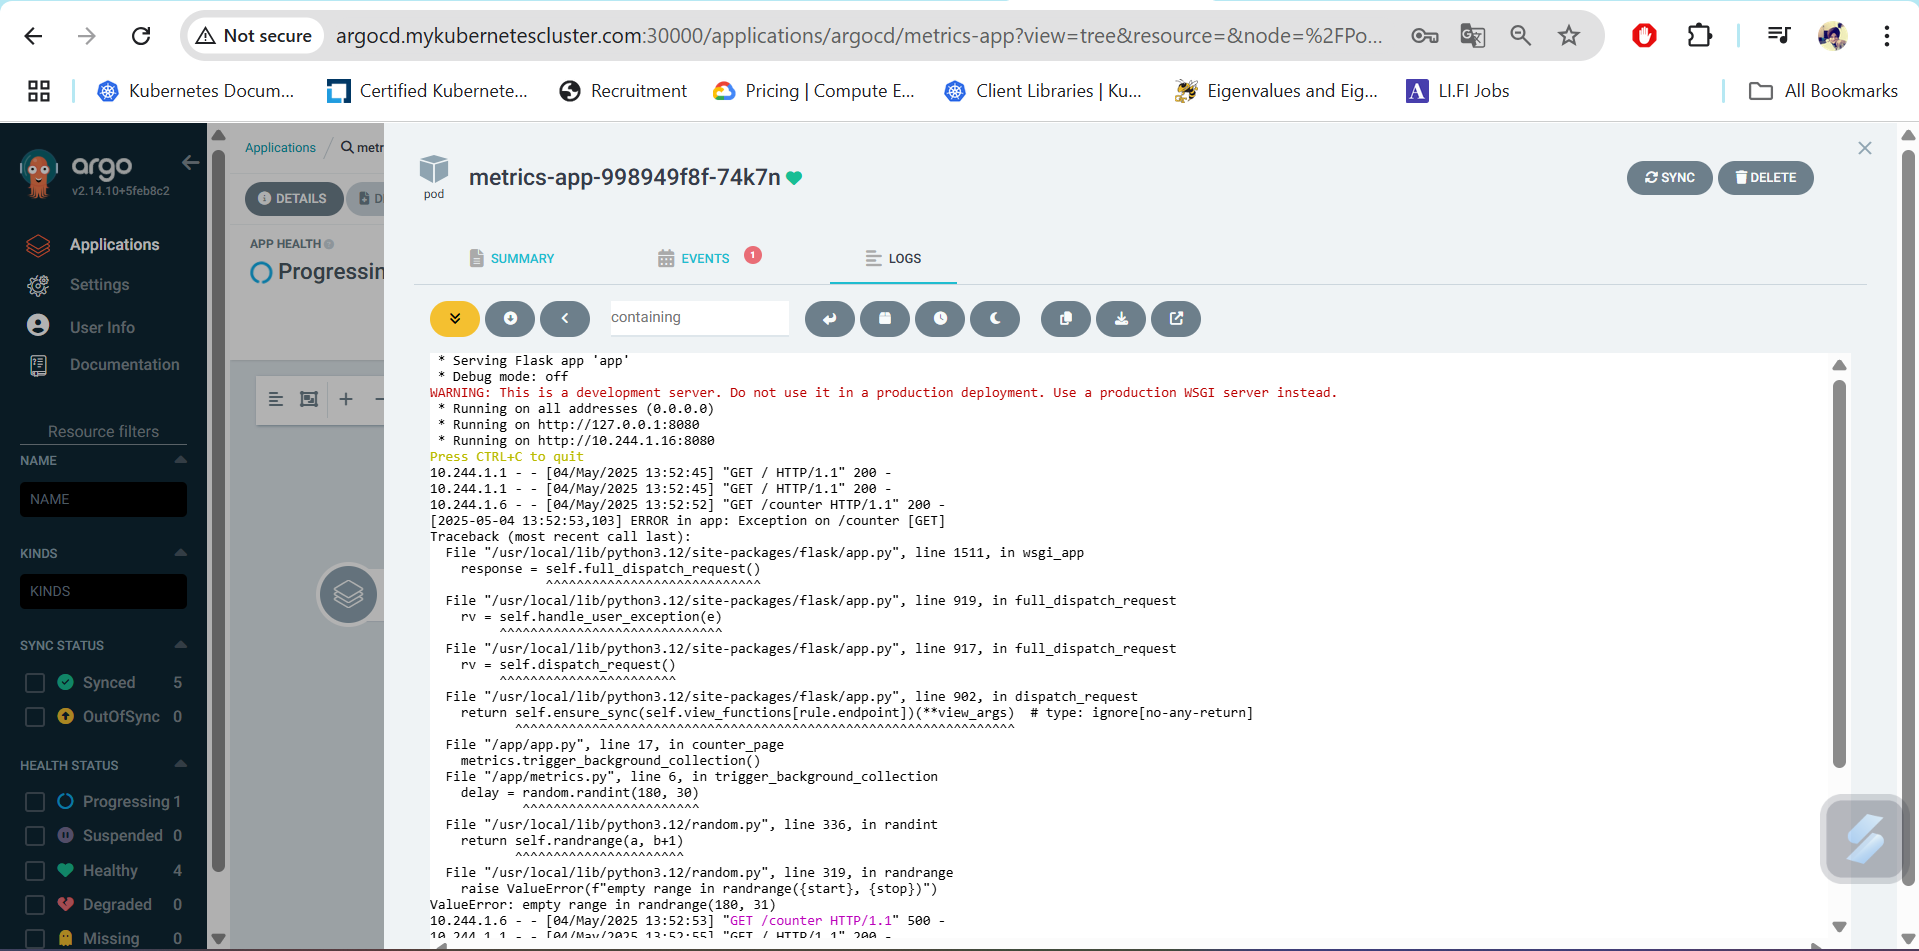 Not secure
argocd.mykubernetescluster.com:30000/applications/argocd/metrics-app?view=tree&resource=&node=%2FPo...
Kubernetes Docum...
Certified Kubernete...
Recruitment
Pricing | Compute E...
Client Libraries | Ku...
Eigenvalues and Eig...
LI.FI Jobs
All Bookmarks
argo
v2.14.10+5feb8c2
Applications
Settings
User Info
Documentation
Resource filters
NAME
NAME
KINDS
KINDS
SYNC STATUS
Synced 5
OutOfSync 0
HEALTH STATUS
Progressing 1
Suspended 0
Healthy 4
Degraded 0
Missing 0
Applications / metr
DETAILS
D
APP HEALTH
Progressin
pod
metrics-app-998949f8f-74k7n
SYNC
DELETE
SUMMARY
EVENTS 1
LOGS
containing
* Serving Flask app 'app'
* Debug mode: off
WARNING: This is a development server. Do not use it in a production deployment. Use a production WSGI server instead.
* Running on all addresses (0.0.0.0)
* Running on http://127.0.0.1:8080
* Running on http://10.244.1.16:8080
Press CTRL+C to quit
10.244.1.1 - - [04/May/2025 13:52:45] "GET / HTTP/1.1" 200 -
10.244.1.1 - - [04/May/2025 13:52:45] "GET / HTTP/1.1" 200 -
10.244.1.6 - - [04/May/2025 13:52:52] "GET /counter HTTP/1.1" 200 -
[2025-05-04 13:52:53,103] ERROR in app: Exception on /counter [GET]
Traceback (most recent call last):
File "/usr/local/lib/python3.12/site-packages/flask/app.py", line 1511, in wsgi_app
response = self.full_dispatch_request()
^^^^^^^^^^^^^^^^^^^^^^^^^^^^
File "/usr/local/lib/python3.12/site-packages/flask/app.py", line 919, in full_dispatch_request
rv = self.handle_user_exception(e)
^^^^^^^^^^^^^^^^^^^^^^^^^^^^^
File "/usr/local/lib/python3.12/site-packages/flask/app.py", line 917, in full_dispatch_request
rv = self.dispatch_request()
^^^^^^^^^^^^^^^^^^^^^^^
File "/usr/local/lib/python3.12/site-packages/flask/app.py", line 902, in dispatch_request
return self.ensure_sync(self.view_functions[rule.endpoint])(**view_args)  # type: ignore[no-any-return]
^^^^^^^^^^^^^^^^^^^^^^^^^^^^^^^^^^^^^^^^^^^^^^^^^^^^^^^^^^^^^^^^^
File "/app/app.py", line 17, in counter_page
metrics.trigger_background_collection()
File "/app/metrics.py", line 6, in trigger_background_collection
delay = random.randint(180, 30)
^^^^^^^^^^^^^^^^^^^^^^^
File "/usr/local/lib/python3.12/random.py", line 336, in randint
return self.randrange(a, b+1)
^^^^^^^^^^^^^^^^^^^^^^
File "/usr/local/lib/python3.12/random.py", line 319, in randrange
raise ValueError(f"empty range in randrange({start}, {stop})")
ValueError: empty range in randrange(180, 31)
10.244.1.6 - - [04/May/2025 13:52:53] "GET /counter HTTP/1.1" 500 -
10.244.1.1 - - [04/May/2025 13:52:55] "GET / HTTP/1.1" 200 -